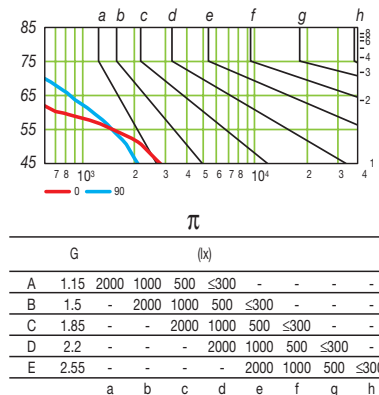 a b c d e f g h
85
75
65
55
45
8
6
5
4
3
2
1
7 8 10³ 2 3 4 5 6 7 8 10⁴ 2 3 4
0 90
π
G (lx)
A 1.15 2000 1000 500 ≤300 - - - -
B 1.5 - 2000 1000 500 ≤300 - - -
C 1.85 - - 2000 1000 500 ≤300 - -
D 2.2 - - - 2000 1000 500 ≤300 -
E 2.55 - - - - 2000 1000 500 ≤300
a b c d e f g h